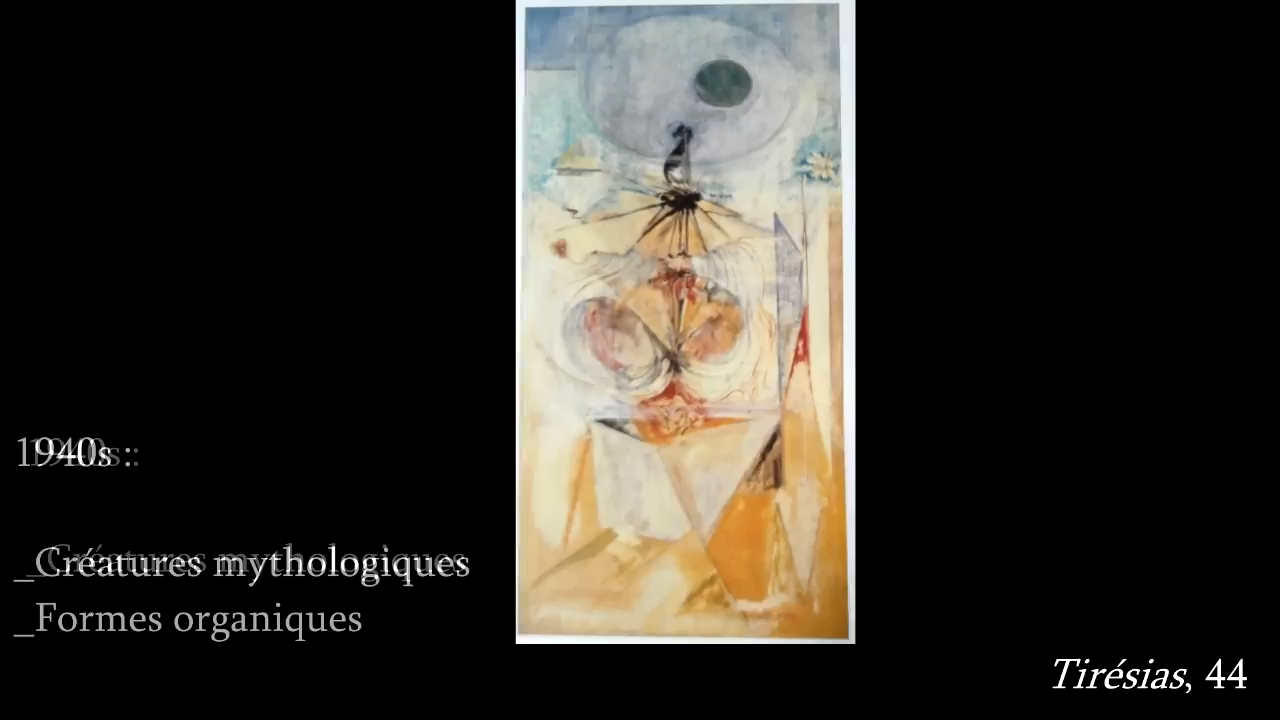 1940s :
_Créatures mythologiques
_Formes organiques
Tirésias, 44